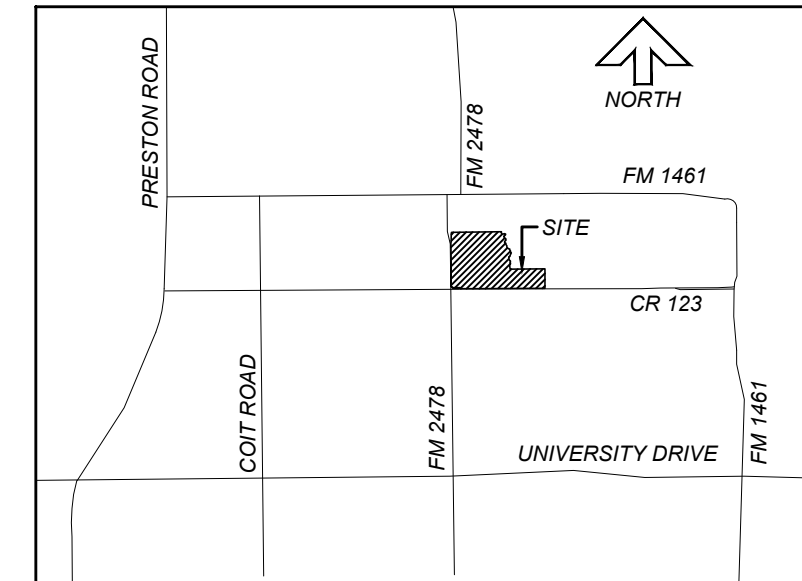 PRESTON ROAD
NORTH
FM 2478
FM 1461
SITE
CR 123
COIT ROAD
FM 2478
UNIVERSITY DRIVE
FM 1461